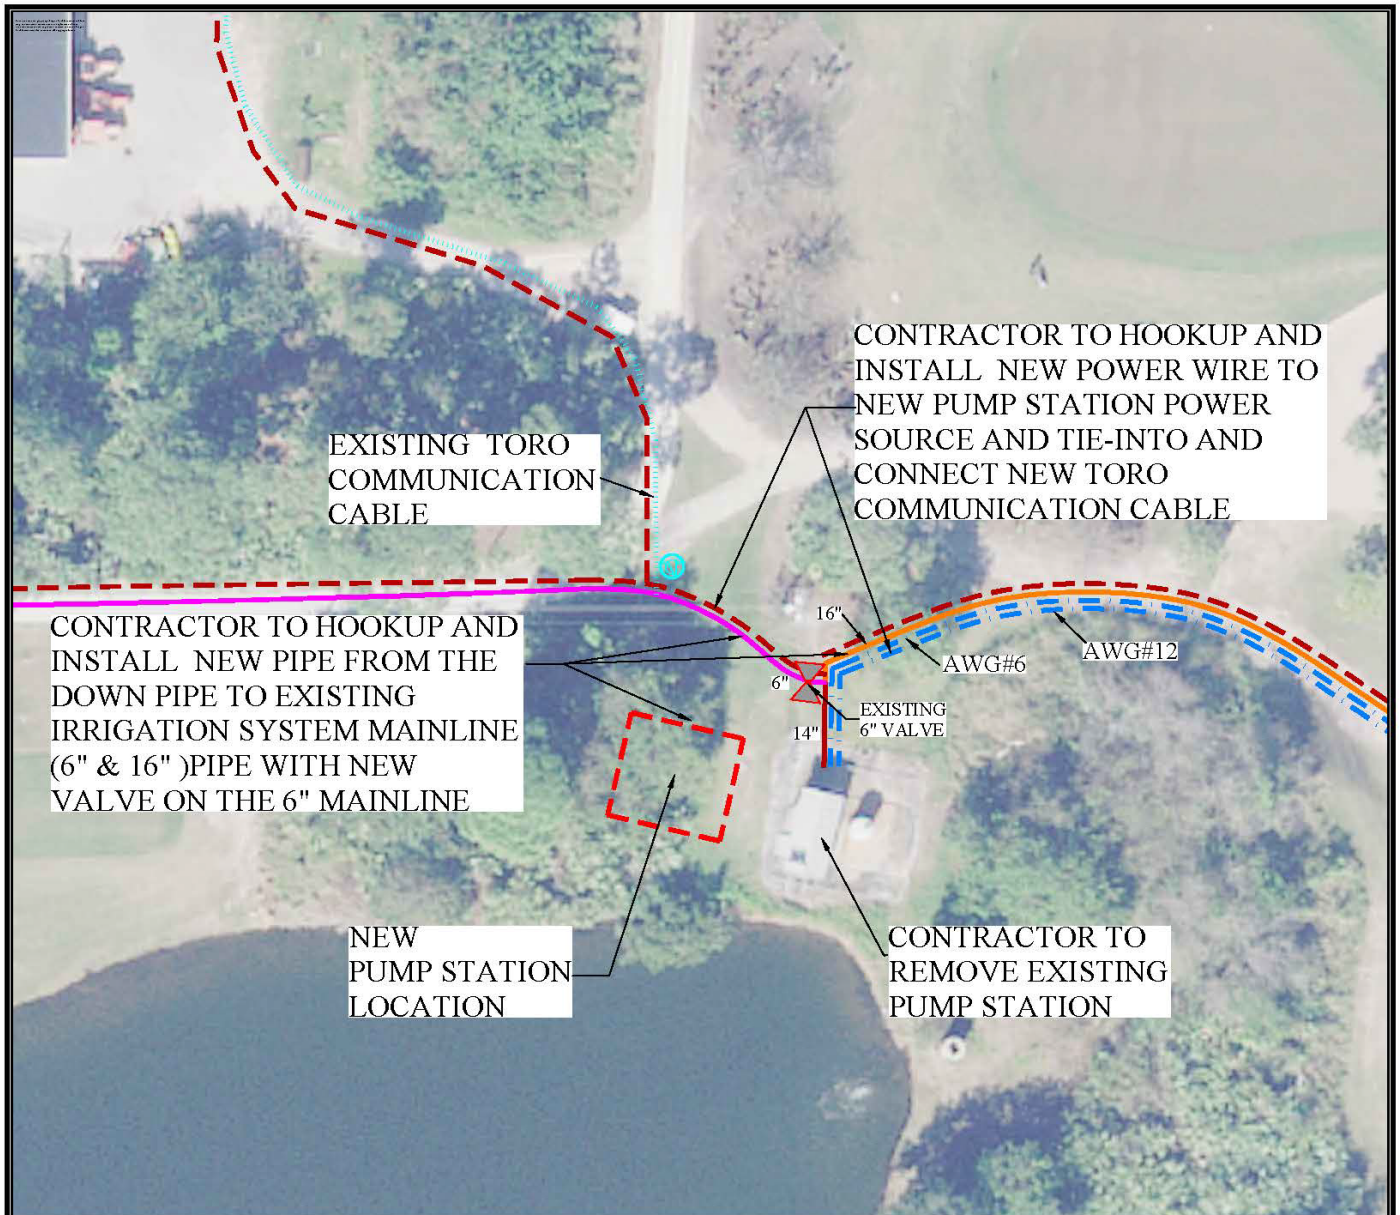 CONTRACTOR TO HOOKUP AND
INSTALL NEW POWER WIRE TO
NEW PUMP STATION POWER
SOURCE AND TIE-INTO AND
CONNECT NEW TORO
COMMUNICATION CABLE
EXISTING TORO
COMMUNICATION
CABLE
CONTRACTOR TO HOOKUP AND
INSTALL NEW PIPE FROM THE
DOWN PIPE TO EXISTING
IRRIGATION SYSTEM MAINLINE
(6" & 16" )PIPE WITH NEW
VALVE ON THE 6" MAINLINE
16"
AWG#6
AWG#12
6"
EXISTING
6" VALVE
14"
NEW
PUMP STATION
LOCATION
CONTRACTOR TO
REMOVE EXISTING
PUMP STATION